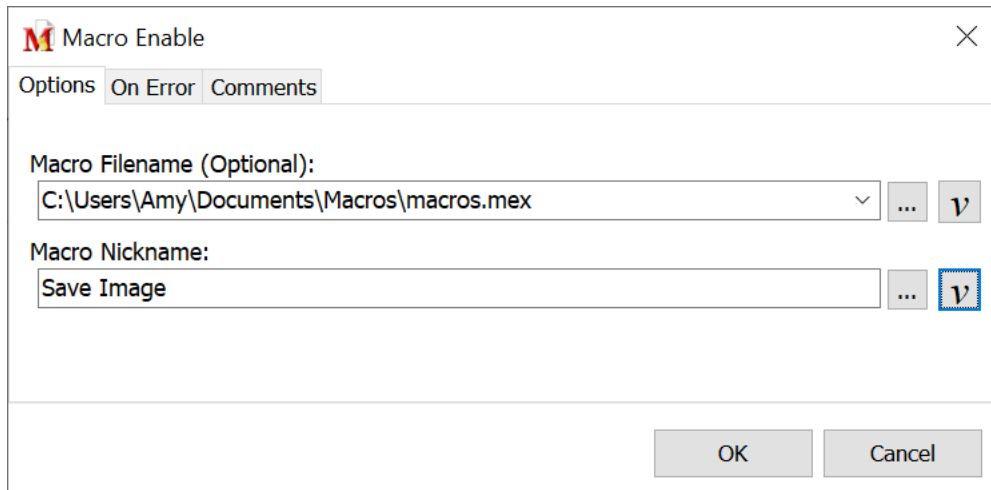 Macro Enable
Options On Error Comments
Macro Filename (Optional):
C:\Users\Amy\Documents\Macros\macros.mex ... v
Macro Nickname:
Save Image ... v
OK Cancel